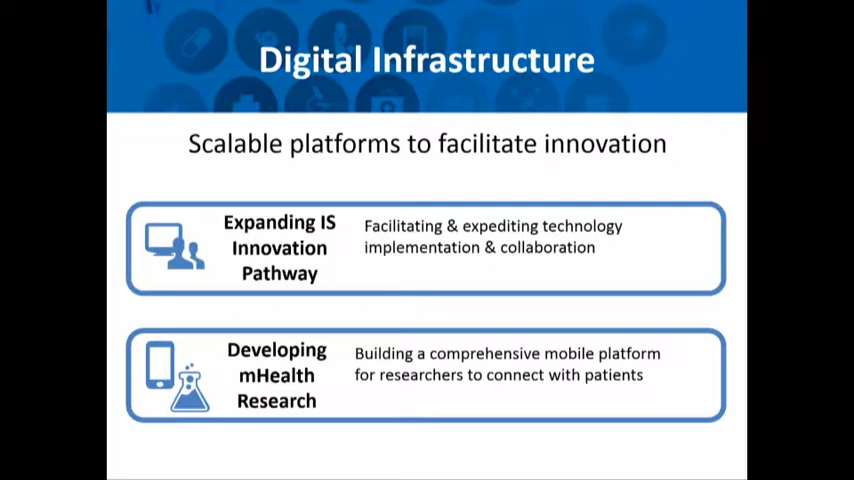 Digital Infrastructure
Scalable platforms to facilitate innovation
Expanding IS
Innovation
Pathway
Facilitating & expediting technology
implementation & collaboration
Developing
mHealth
Research
Building a comprehensive mobile platform
for researchers to connect with patients